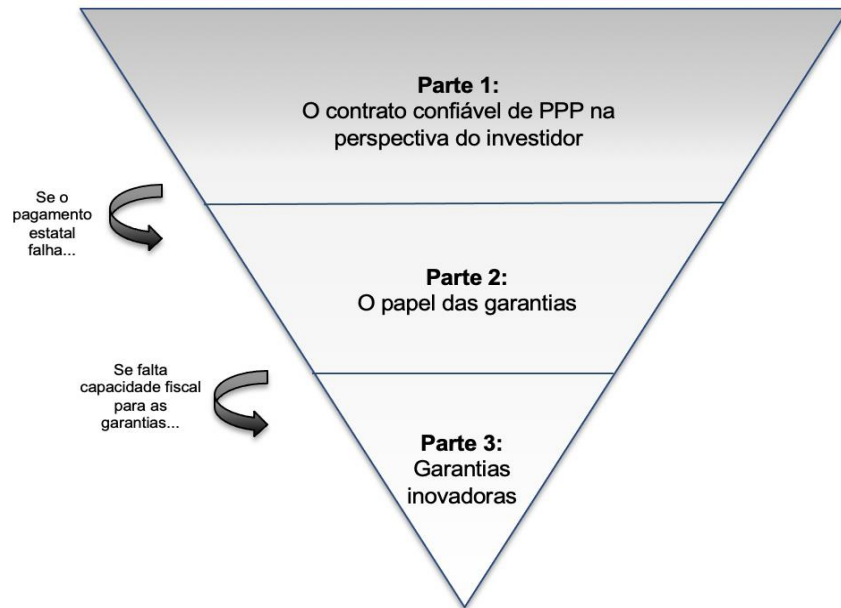 Parte 1:
O contrato confiável de PPP na
perspectiva do investidor
Se o
pagamento
estatal
falha...
Parte 2:
O papel das garantias
Se falta
capacidade fiscal
para as
garantias...
Parte 3:
Garantias
inovadoras